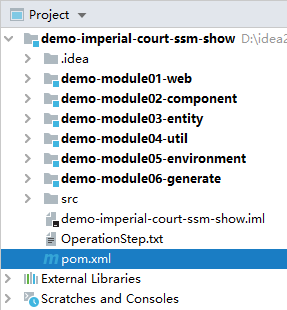 Project
demo-imperial-court-ssm-show D:\idea2
.idea
demo-module01-web
demo-module02-component
demo-module03-entity
demo-module04-util
demo-module05-environment
demo-module06-generate
src
demo-imperial-court-ssm-show.iml
OperationStep.txt
pom.xml
External Libraries
Scratches and Consoles